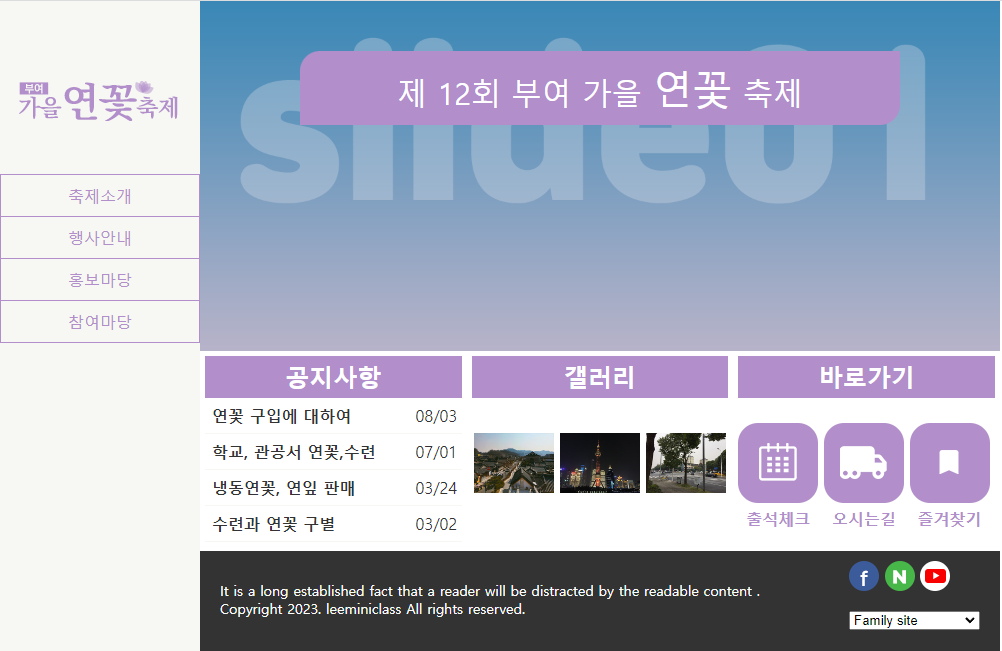 부여
가을 연꽃축제
축제소개
행사안내
홍보마당
참여마당
slide01
제 12회 부여 가을 연꽃 축제
공지사항
연꽃 구입에 대하여 08/03
학교, 관공서 연꽃,수련 07/01
냉동연꽃, 연잎 판매 03/24
수련과 연꽃 구별 03/02
갤러리
바로가기
출석체크 오시는길 즐겨찾기
It is a long established fact that a reader will be distracted by the readable content .
Copyright 2023. leeminiclass All rights reserved.
f N
Family site